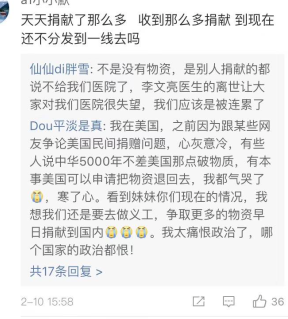 天天捐献了那么多　收到那么多捐献 到现在
还不分发到一线去吗
仙仙di胖雪: 不是没有物资，是别人捐献的都
说不给我们医院了，李文亮医生的离世让大
家对我们医院很失望，我们应该是被连累了
Dou平淡是真: 我在美国，之前因为跟某些网
友争论美国民间捐赠问题，心灰意冷，有些
人说中华5000年不差美国那点破物质，有本
事美国可以申请把物资退回去，我都气哭了
😭，寒了心。看到妹妹你们现在的情况，我
想我们还是要去做义工，争取更多的物资早
日捐献到国内😭😭😭。我太痛恨政治了，哪
个国家的政治都恨！
共17条回复 >
2-10 15:58
36